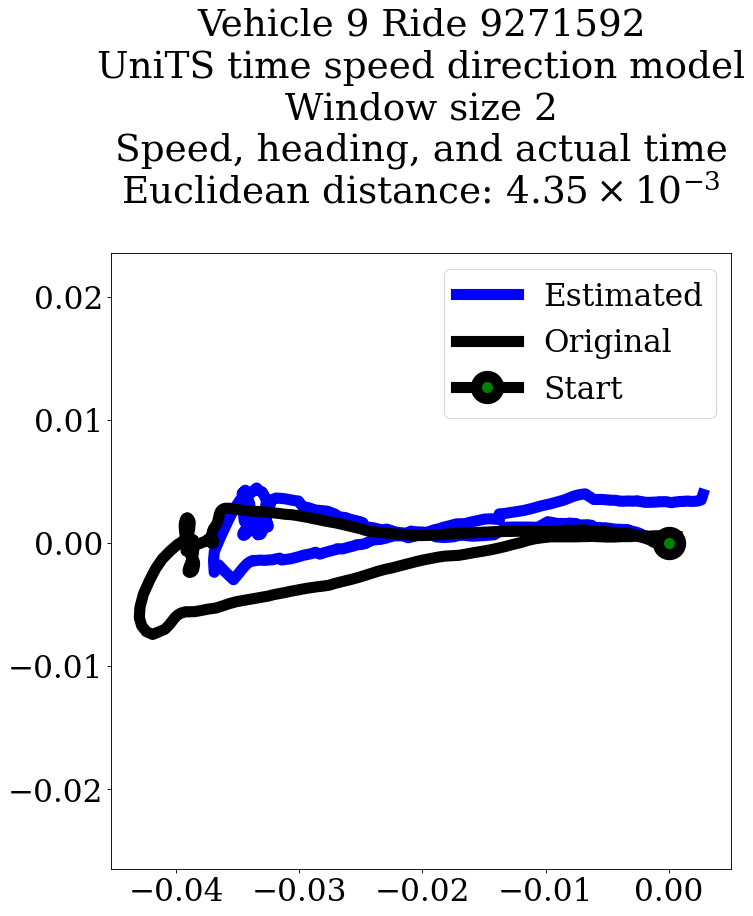 Vehicle 9 Ride 9271592
UniTS time speed direction model
Window size 2
Speed, heading, and actual time
Euclidean distance: 4.35 × 10⁻³
Estimated
Original
Start
0.02
0.01
0.00
−0.01
−0.02
−0.04 −0.03 −0.02 −0.01 0.00